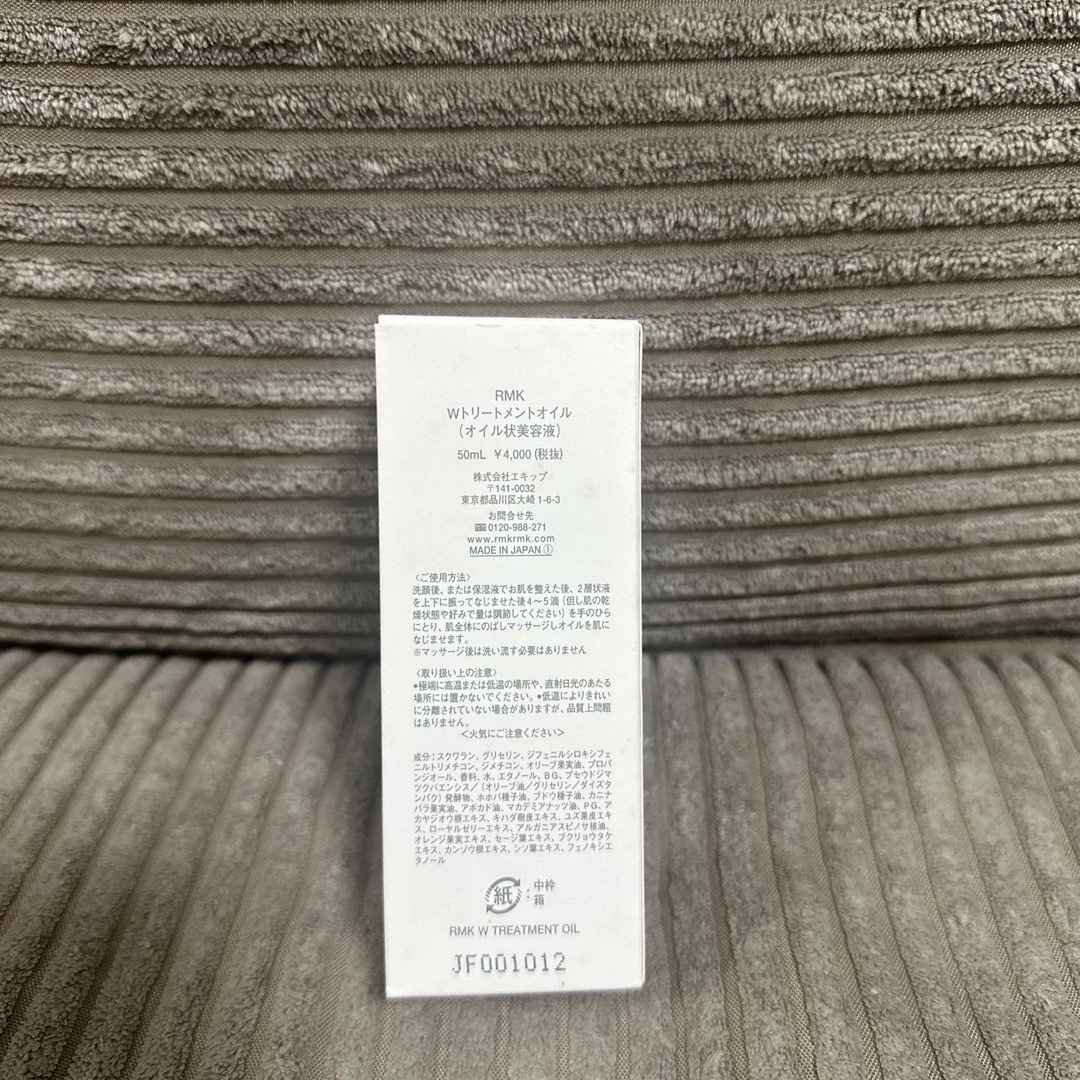 RMK
Wトリートメントオイル
(オイル状美容液)
50mL ¥4,000(税抜)
株式会社エキップ
〒141-0032
東京都品川区大崎1-6-3
お問合せ先
0120-988-271
www.rmkrmk.com
MADE IN JAPAN ①
〈ご使用方法〉
洗顔後、または保湿液でお肌を整えた後、2層状液
を上下に振ってなじませた後4〜5滴(但し肌の乾
燥状態や好みで量は調節してください)を手のひら
にとり、肌全体にのばしマッサージしオイルを肌に
なじませます。
※マッサージ後は洗い流す必要はありません
〈取り扱い上の注意〉
●極端に高温または低温の場所や、直射日光のあたる
場所には置かないでください。●低温によりきれい
に分離されていない場合がありますが、品質上問題
はありません。
<火気にご注意ください>
成分:スクワラン、グリセリン、ジフェニルシロキシフェ
ニルトリメチコン、ジメチコン、オリーブ果実油、プロパ
ンジオール、香料、水、エタノール、BG、プセウドジマ
ツクバエンシス/(オリーブ油/グリセリン/ダイズタ
ンパク)発酵物、ホホバ種子油、ブドウ種子油、カニナ
バラ果実油、アボカド油、マカデミアナッツ油、PG、ア
カヤジオウ根エキス、キハダ樹皮エキス、ユズ果皮エキ
ス、ローヤルゼリーエキス、アルガニアスピノサ核油、
オレンジ果実エキス、セージ葉エキス、ブクリョウタケ
エキス、カンゾウ根エキス、シソ葉エキス、フェノキシエ
タノール
紙 : 中枠
箱
RMK W TREATMENT OIL
JF001012